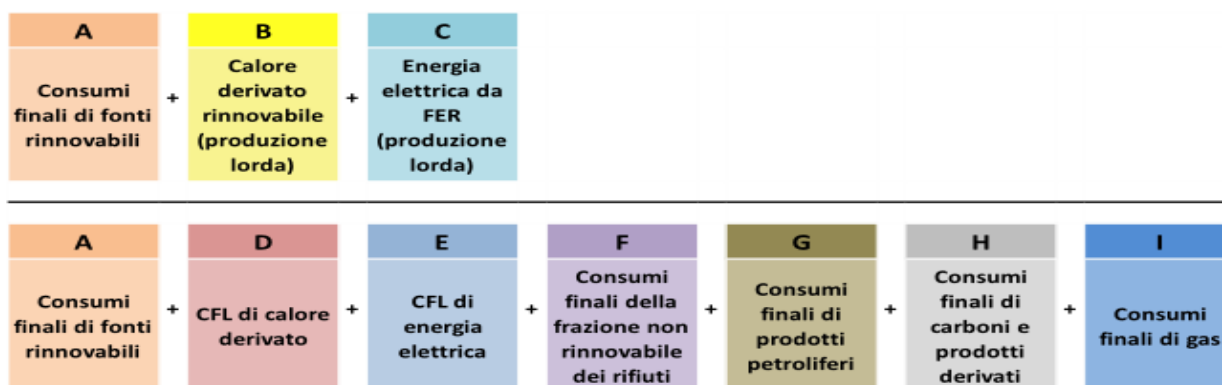 A
Consumi
finali di fonti
rinnovabili
+
B
Calore
derivato
rinnovabile
(produzione
lorda)
+
C
Energia
elettrica da
FER
(produzione
lorda)
A
Consumi
finali di fonti
rinnovabili
+
D
CFL di calore
derivato
+
E
CFL di
energia
elettrica
+
F
Consumi
finali della
frazione non
rinnovabile
dei rifiuti
+
G
Consumi
finali di
prodotti
petroliferi
+
H
Consumi
finali di
carboni e
prodotti
derivati
+
I
Consumi
finali di gas